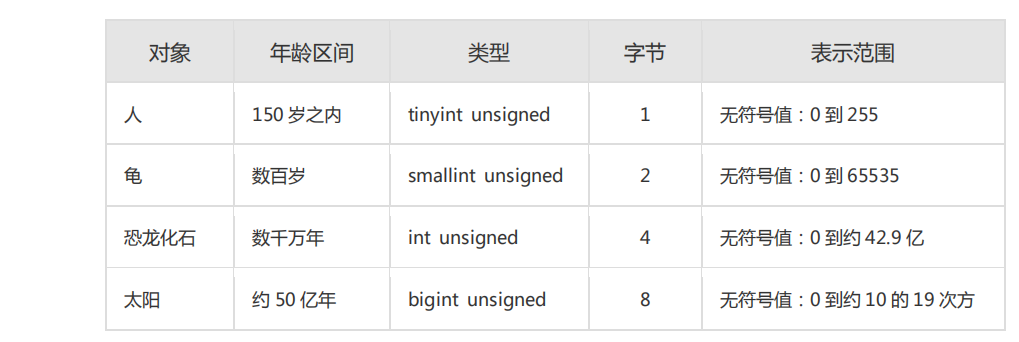 对象 年龄区间 类型 字节 表示范围
人 150 岁之内 tinyint unsigned 1 无符号值：0 到 255
龟 数百岁 smallint unsigned 2 无符号值：0 到 65535
恐龙化石 数千万年 int unsigned 4 无符号值：0 到约 42.9 亿
太阳 约 50 亿年 bigint unsigned 8 无符号值：0 到约 10 的 19 次方